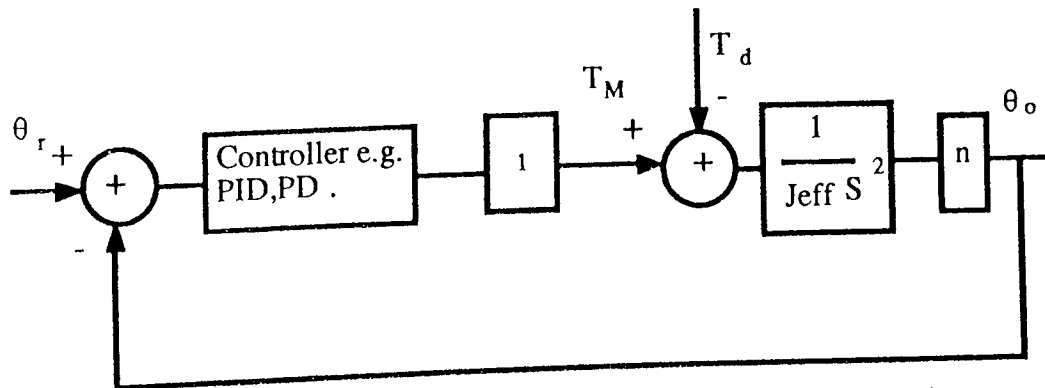 T d
T M
-
θ r +
+
θ o
Controller e.g.
PID,PD .
1
+
+
1
Jeff S 2
n
-